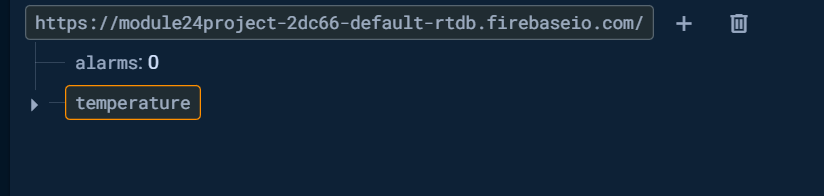 https://module24project-2dc66-default-rtdb.firebaseio.com/
alarms: 0
temperature